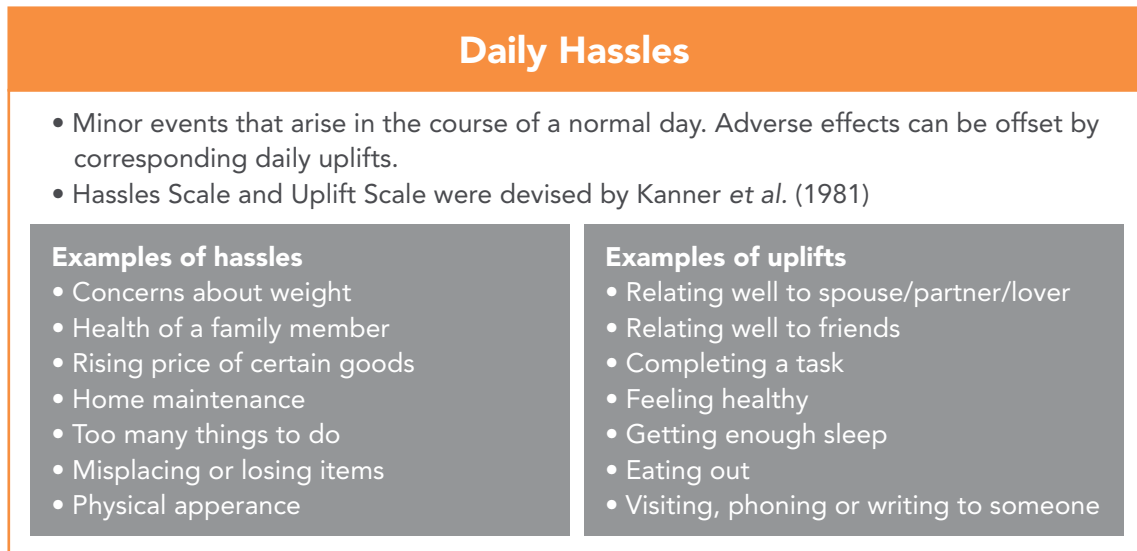 Daily Hassles
• Minor events that arise in the course of a normal day. Adverse effects can be offset by
corresponding daily uplifts.
• Hassles Scale and Uplift Scale were devised by Kanner et al. (1981)
Examples of hassles
• Concerns about weight
• Health of a family member
• Rising price of certain goods
• Home maintenance
• Too many things to do
• Misplacing or losing items
• Physical apperance
Examples of uplifts
• Relating well to spouse/partner/lover
• Relating well to friends
• Completing a task
• Feeling healthy
• Getting enough sleep
• Eating out
• Visiting, phoning or writing to someone